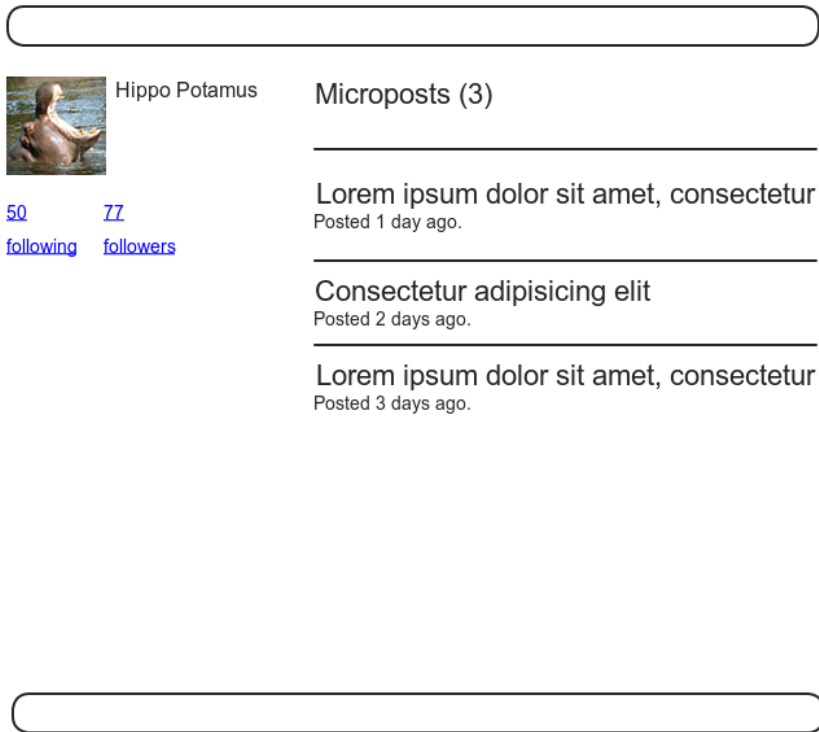 Hippo Potamus
50 77
following followers
Microposts (3)
Lorem ipsum dolor sit amet, consectetur
Posted 1 day ago.
Consectetur adipisicing elit
Posted 2 days ago.
Lorem ipsum dolor sit amet, consectetur
Posted 3 days ago.